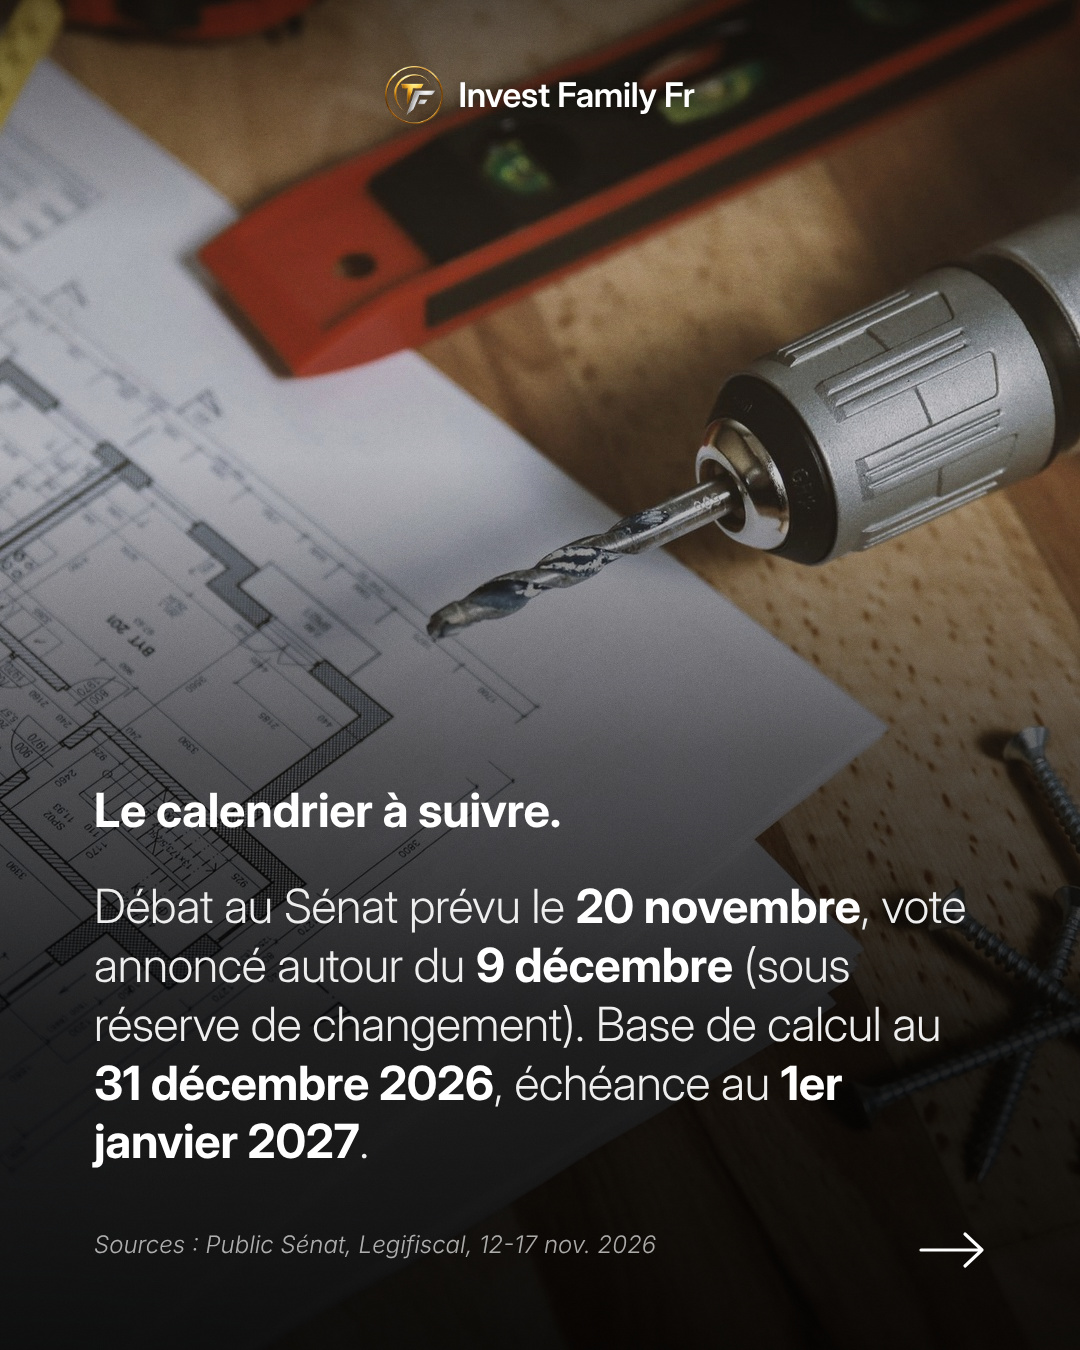 Invest Family Fr
BYT 201
Le calendrier à suivre.
Débat au Sénat prévu le 20 novembre, vote
annoncé autour du 9 décembre (sous
réserve de changement). Base de calcul au
31 décembre 2026, échéance au 1er
janvier 2027.
Sources : Public Sénat, Legifiscal, 12-17 nov. 2026